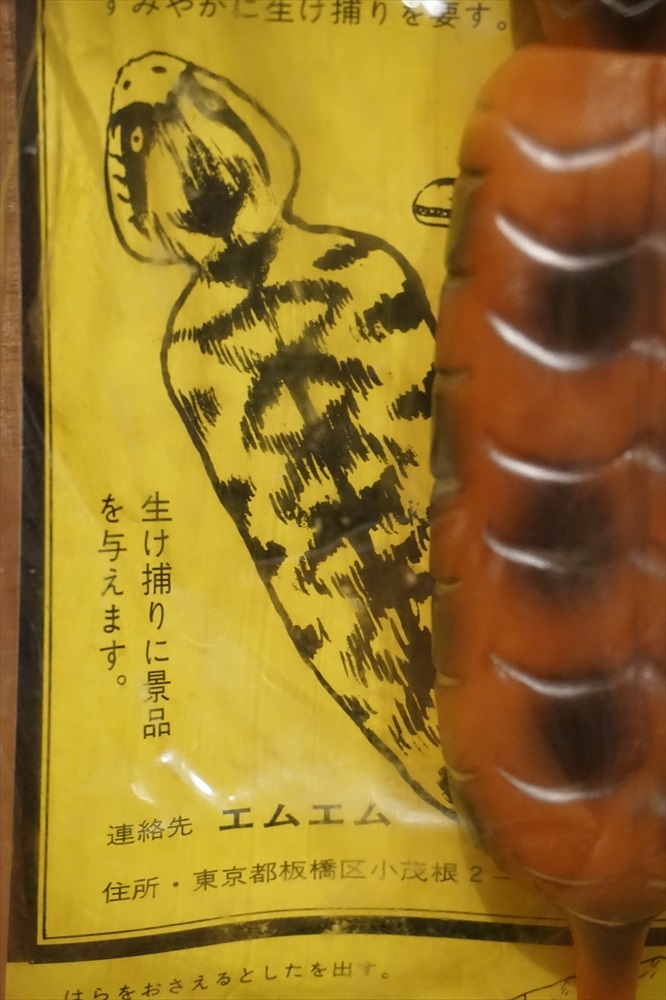 すみやかに生け捕りを要す。
生け捕りに景品
を与えます。
連絡先 エムエム
住所・東京都板橋区小茂根2-
はらをおさえるとしたを出す。